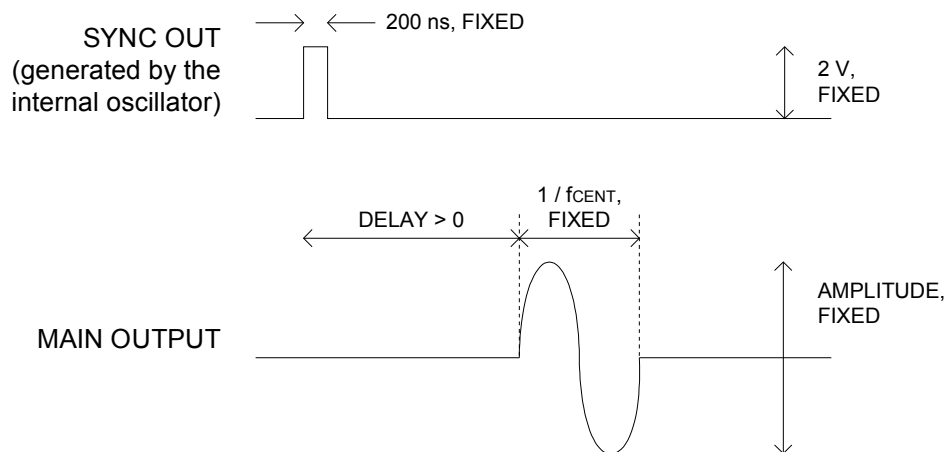 200 ns, FIXED
SYNC OUT
(generated by the
internal oscillator)
2 V,
FIXED
1 / fCENT,
FIXED
DELAY > 0
AMPLITUDE,
FIXED
MAIN OUTPUT